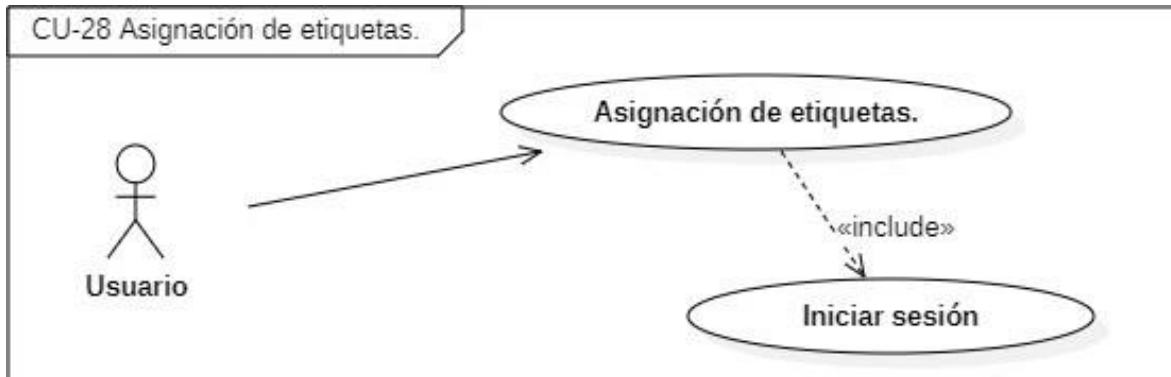 CU-28 Asignación de etiquetas.
Asignación de etiquetas.
«include»
Usuario
Iniciar sesión